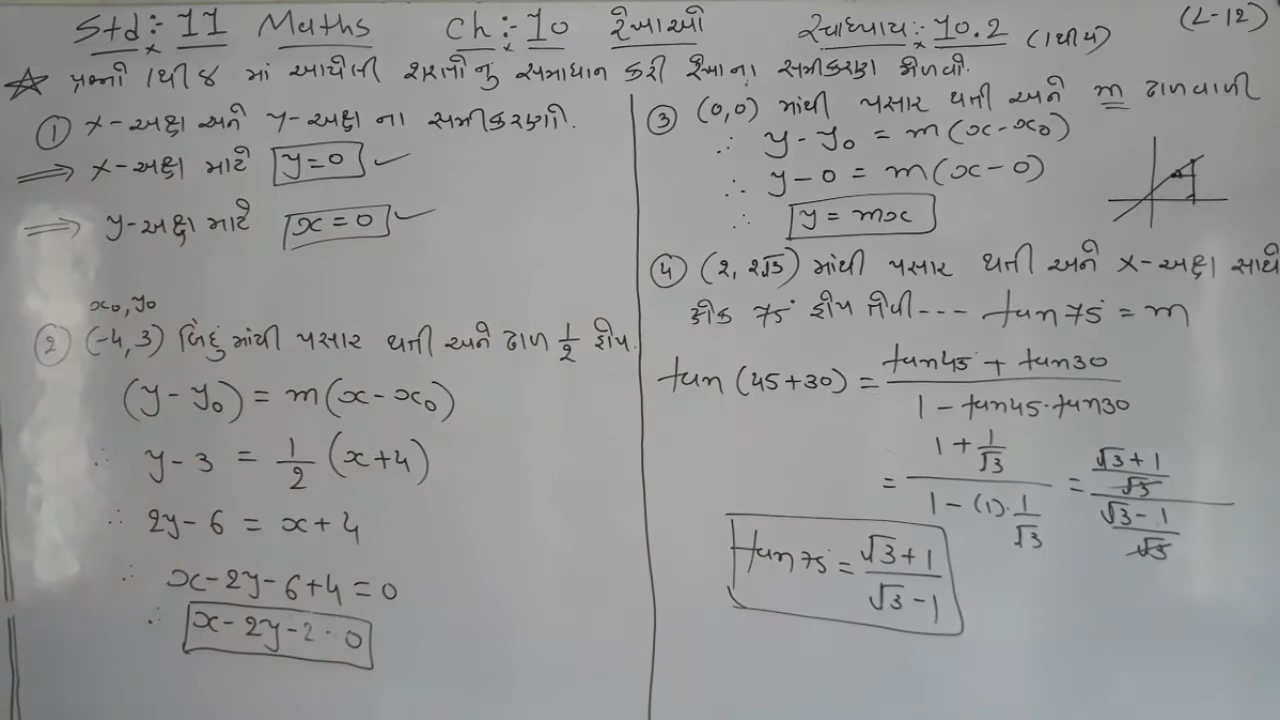 Std :- 11 Maths Ch :- 10 રેખાઓ સ્વાધ્યાય :- 10.2 (1થી૫) (L-12)
☆ પ્રશ્નો 1થી ૪ માં આપેલી શરતોનું સમાધાન કરી રેખાના સમીકરણ મેળવો.
① x-અક્ષ અને y-અક્ષ ના સમીકરણો.
⇒ x-અક્ષ માટે y=0 ✓
⇒ y-અક્ષ માટે x=0 ✓
x₀, y₀
② (-4, 3) બિંદુમાંથી પસાર થતી અને ઢાળ 1/2 હોય.
(y - y₀) = m(x - x₀)
∴ y - 3 = 1/2 (x+4)
∴ 2y - 6 = x + 4
∴ x - 2y - 6 + 4 = 0
∴ x - 2y - 2 · 0
③ (0,0) માંથી પસાર થતી અને m ઢાળવાળી
∴ y - y₀ = m(x - x₀)
∴ y - 0 = m(x - 0)
∴ y = mx
④ (2, 2√3) માંથી પસાર થતી અને x-અક્ષ સાથે
કોક 75° હોય તેવી --- tan 75° = m
tan (45+30) = (tan45 + tan30) / (1 - tan45·tan30)
= (1 + 1/√3) / (1 - (1)·1/√3) = ((√3+1)/√3) / ((√3-1)/√3)
tan 75° = (√3+1) / (√3-1)